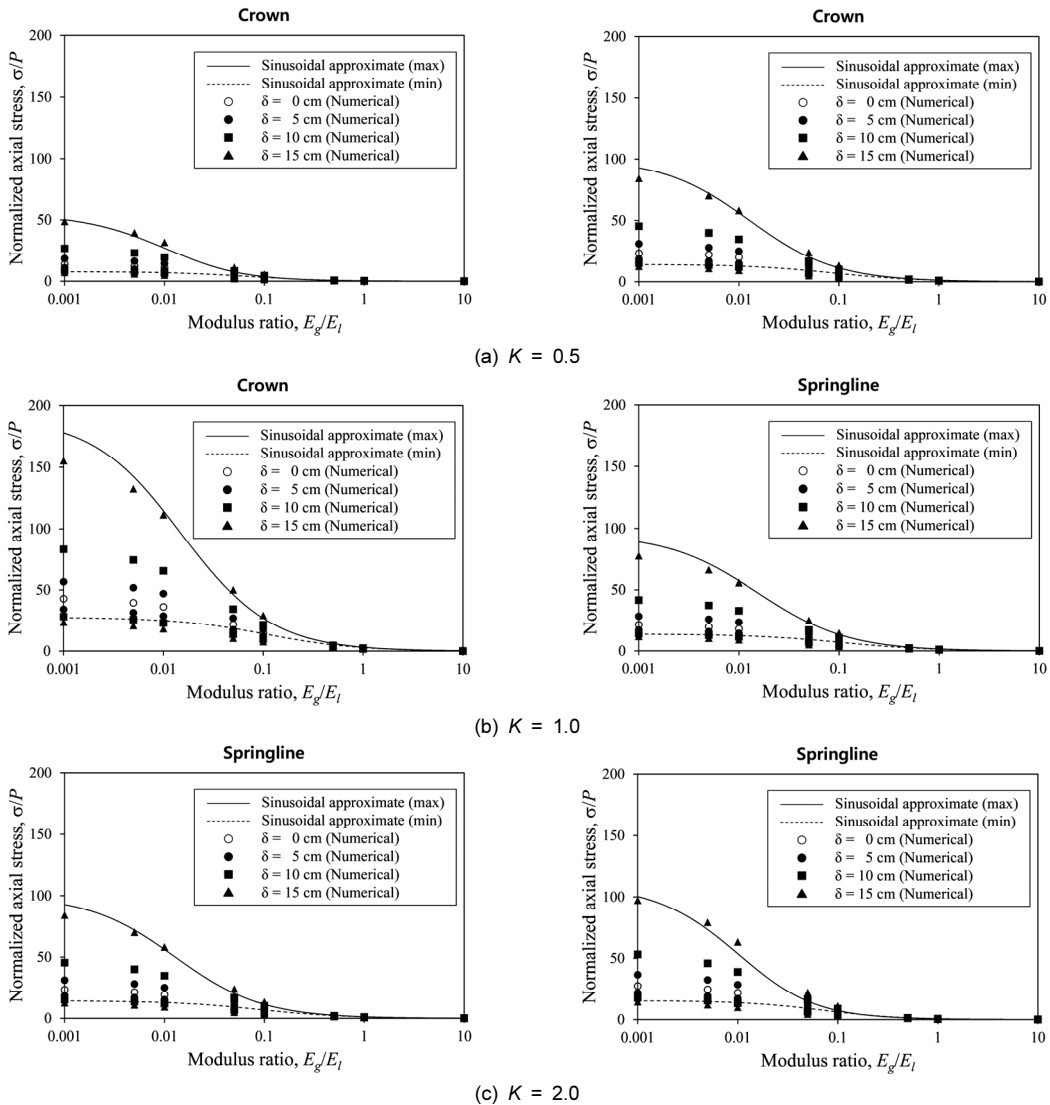 Crown
200
150
100
50
0
Normalized axial stress, σ/P
Sinusoidal approximate (max)
Sinusoidal approximate (min)
δ = 0 cm (Numerical)
δ = 5 cm (Numerical)
δ = 10 cm (Numerical)
δ = 15 cm (Numerical)
0.001 0.01 0.1 1 10
Modulus ratio, E_g/E_l
Crown
200
150
100
50
0
Normalized axial stress, σ/P
Sinusoidal approximate (max)
Sinusoidal approximate (min)
δ = 0 cm (Numerical)
δ = 5 cm (Numerical)
δ = 10 cm (Numerical)
δ = 15 cm (Numerical)
0.001 0.01 0.1 1 10
Modulus ratio, E_g/E_l
(a) K = 0.5
Crown
200
150
100
50
0
Normalized axial stress, σ/P
Sinusoidal approximate (max)
Sinusoidal approximate (min)
δ = 0 cm (Numerical)
δ = 5 cm (Numerical)
δ = 10 cm (Numerical)
δ = 15 cm (Numerical)
0.001 0.01 0.1 1 10
Modulus ratio, E_g/E_l
Springline
200
150
100
50
0
Normalized axial stress, σ/P
Sinusoidal approximate (max)
Sinusoidal approximate (min)
δ = 0 cm (Numerical)
δ = 5 cm (Numerical)
δ = 10 cm (Numerical)
δ = 15 cm (Numerical)
0.001 0.01 0.1 1 10
Modulus ratio, E_g/E_l
(b) K = 1.0
Springline
200
150
100
50
0
Normalized axial stress, σ/P
Sinusoidal approximate (max)
Sinusoidal approximate (min)
δ = 0 cm (Numerical)
δ = 5 cm (Numerical)
δ = 10 cm (Numerical)
δ = 15 cm (Numerical)
0.001 0.01 0.1 1 10
Modulus ratio, E_g/E_l
Springline
200
150
100
50
0
Normalized axial stress, σ/P
Sinusoidal approximate (max)
Sinusoidal approximate (min)
δ = 0 cm (Numerical)
δ = 5 cm (Numerical)
δ = 10 cm (Numerical)
δ = 15 cm (Numerical)
0.001 0.01 0.1 1 10
Modulus ratio, E_g/E_l
(c) K = 2.0